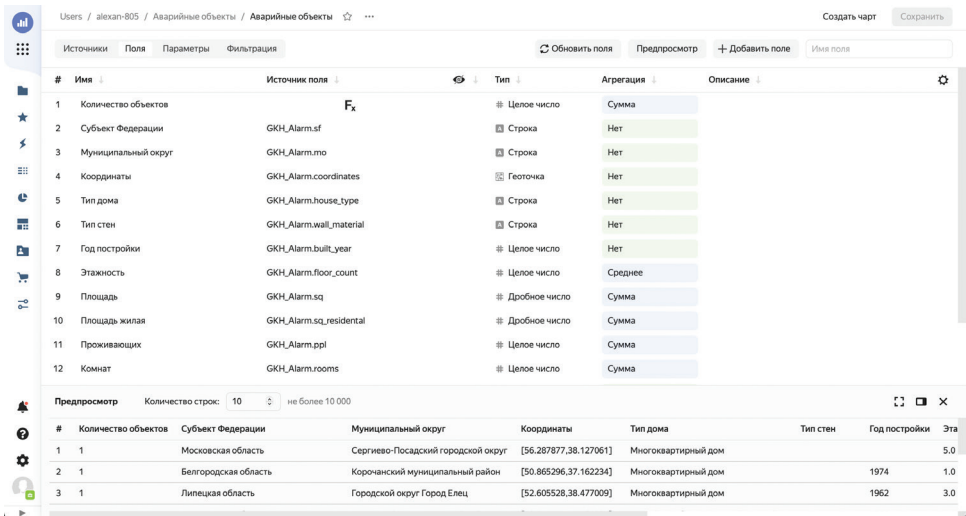 Users / alexan-805 / Аварийные объекты / Аварийные объекты ☆ ••• Создать чарт Сохранить
Источники Поля Параметры Фильтрация Обновить поля Предпросмотр + Добавить поле Имя поля
# Имя ↓ Источник поля ↓ ↓ Тип ↓ Агрегация ↓ Описание ↓
1 Количество объектов Fx # Целое число Сумма
2 Субъект Федерации GKH_Alarm.sf A Строка Нет
3 Муниципальный округ GKH_Alarm.mo A Строка Нет
4 Координаты GKH_Alarm.coordinates Геоточка Нет
5 Тип дома GKH_Alarm.house_type A Строка Нет
6 Тип стен GKH_Alarm.wall_material A Строка Нет
7 Год постройки GKH_Alarm.built_year # Целое число Нет
8 Этажность GKH_Alarm.floor_count # Целое число Среднее
9 Площадь GKH_Alarm.sq # Дробное число Сумма
10 Площадь жилая GKH_Alarm.sq_residental # Дробное число Сумма
11 Проживающих GKH_Alarm.ppl # Целое число Сумма
12 Комнат GKH_Alarm.rooms # Целое число Сумма
Предпросмотр Количество строк: 10 не более 10 000
# Количество объектов Субъект Федерации Муниципальный округ Координаты Тип дома Тип стен Год постройки Эта
1 1 Московская область Сергиево-Посадский городской округ [56.287877,38.127061] Многоквартирный дом 5.0
2 1 Белгородская область Корочанский муниципальный район [50.865296,37.162234] Многоквартирный дом 1974 1.0
3 1 Липецкая область Городской округ Город Елец [52.605528,38.477009] Многоквартирный дом 1962 3.0